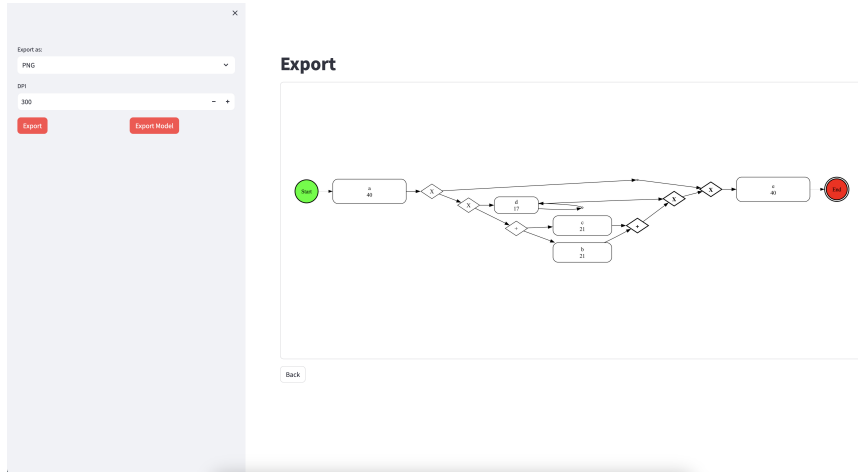 ×
Export as:
PNG
DPI
300
− +
Export
Export Model
Export
Start
a
40
X
X
d
17
+
c
21
b
21
+
X
X
e
40
End
Back